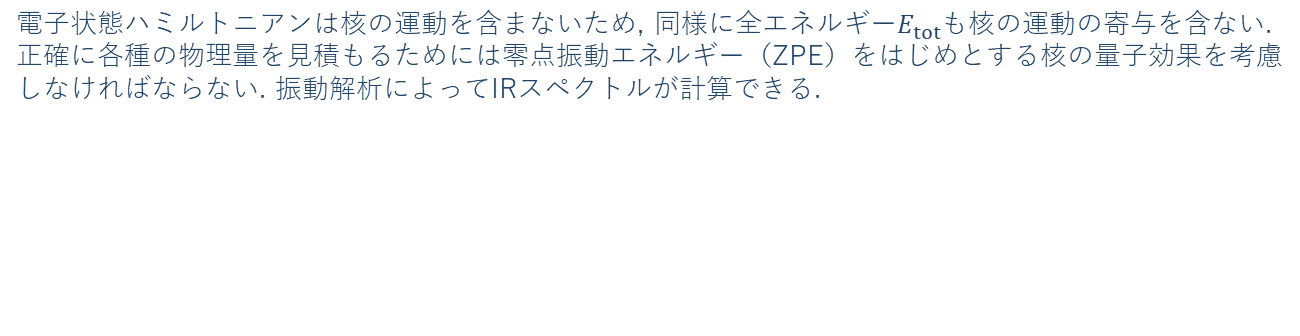 電子状態ハミルトニアンは核の運動を含まないため, 同様に全エネルギーE_totも核の運動の寄与を含ない.
正確に各種の物理量を見積もるためには零点振動エネルギー（ZPE）をはじめとする核の量子効果を考慮
しなければならない. 振動解析によってIRスペクトルが計算できる.